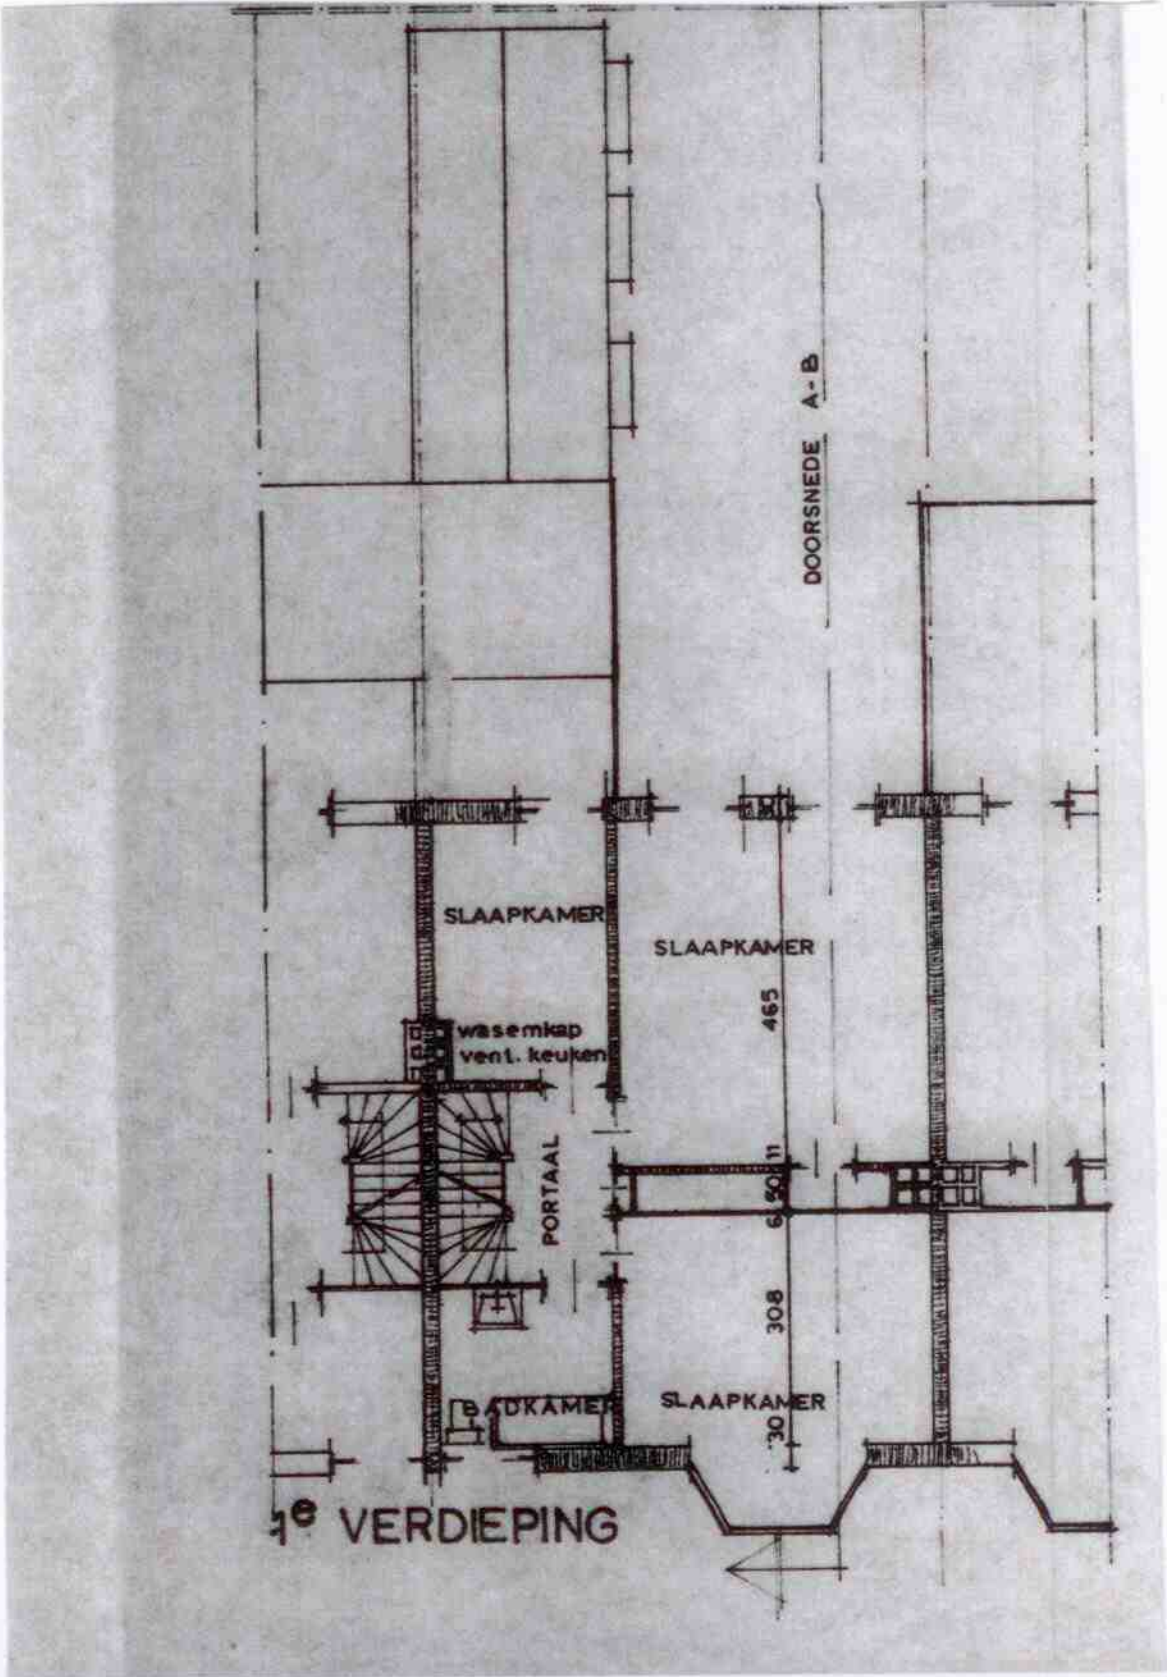 DOORSNEDE A-B
SLAAPKAMER
SLAAPKAMER
465
wasemkap
vent. keuken
PORTAAL
11
50
6
308
SLAAPKAMER
BADKAMER
30
1e VERDIEPING